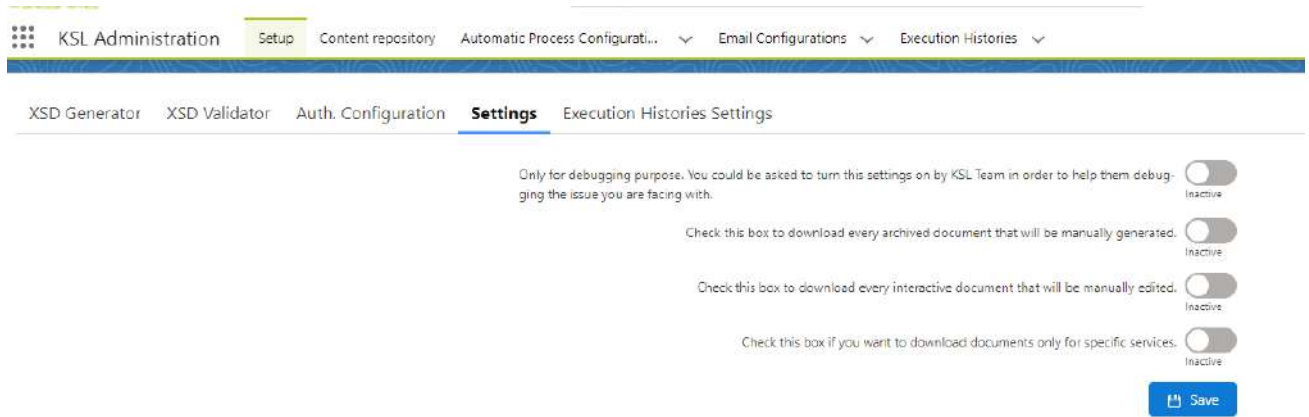 KSL Administration Setup Content repository Automatic Process Configurati... Email Configurations Execution Histories
XSD Generator XSD Validator Auth. Configuration Settings Execution Histories Settings
Only for debugging purpose. You could be asked to turn this settings on by KSL Team in order to help them debug-
ging the issue you are facing with.
Inactive
Check this box to download every archived document that will be manually generated.
Inactive
Check this box to download every interactive document that will be manually edited.
Inactive
Check this box if you want to download documents only for specific services.
Inactive
Save